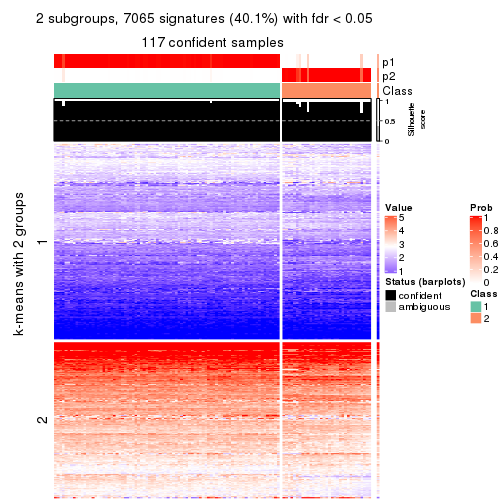 2 subgroups, 7065 signatures (40.1%) with fdr < 0.05
117 confident samples
p1
p2
Class
1
0.5
0
Silhouette
score
k-means with 2 groups
1
2
Value
5
4
3
2
1
Status (barplots)
confident
ambiguous
Prob
1
0.8
0.6
0.4
0.2
0
Class
1
2